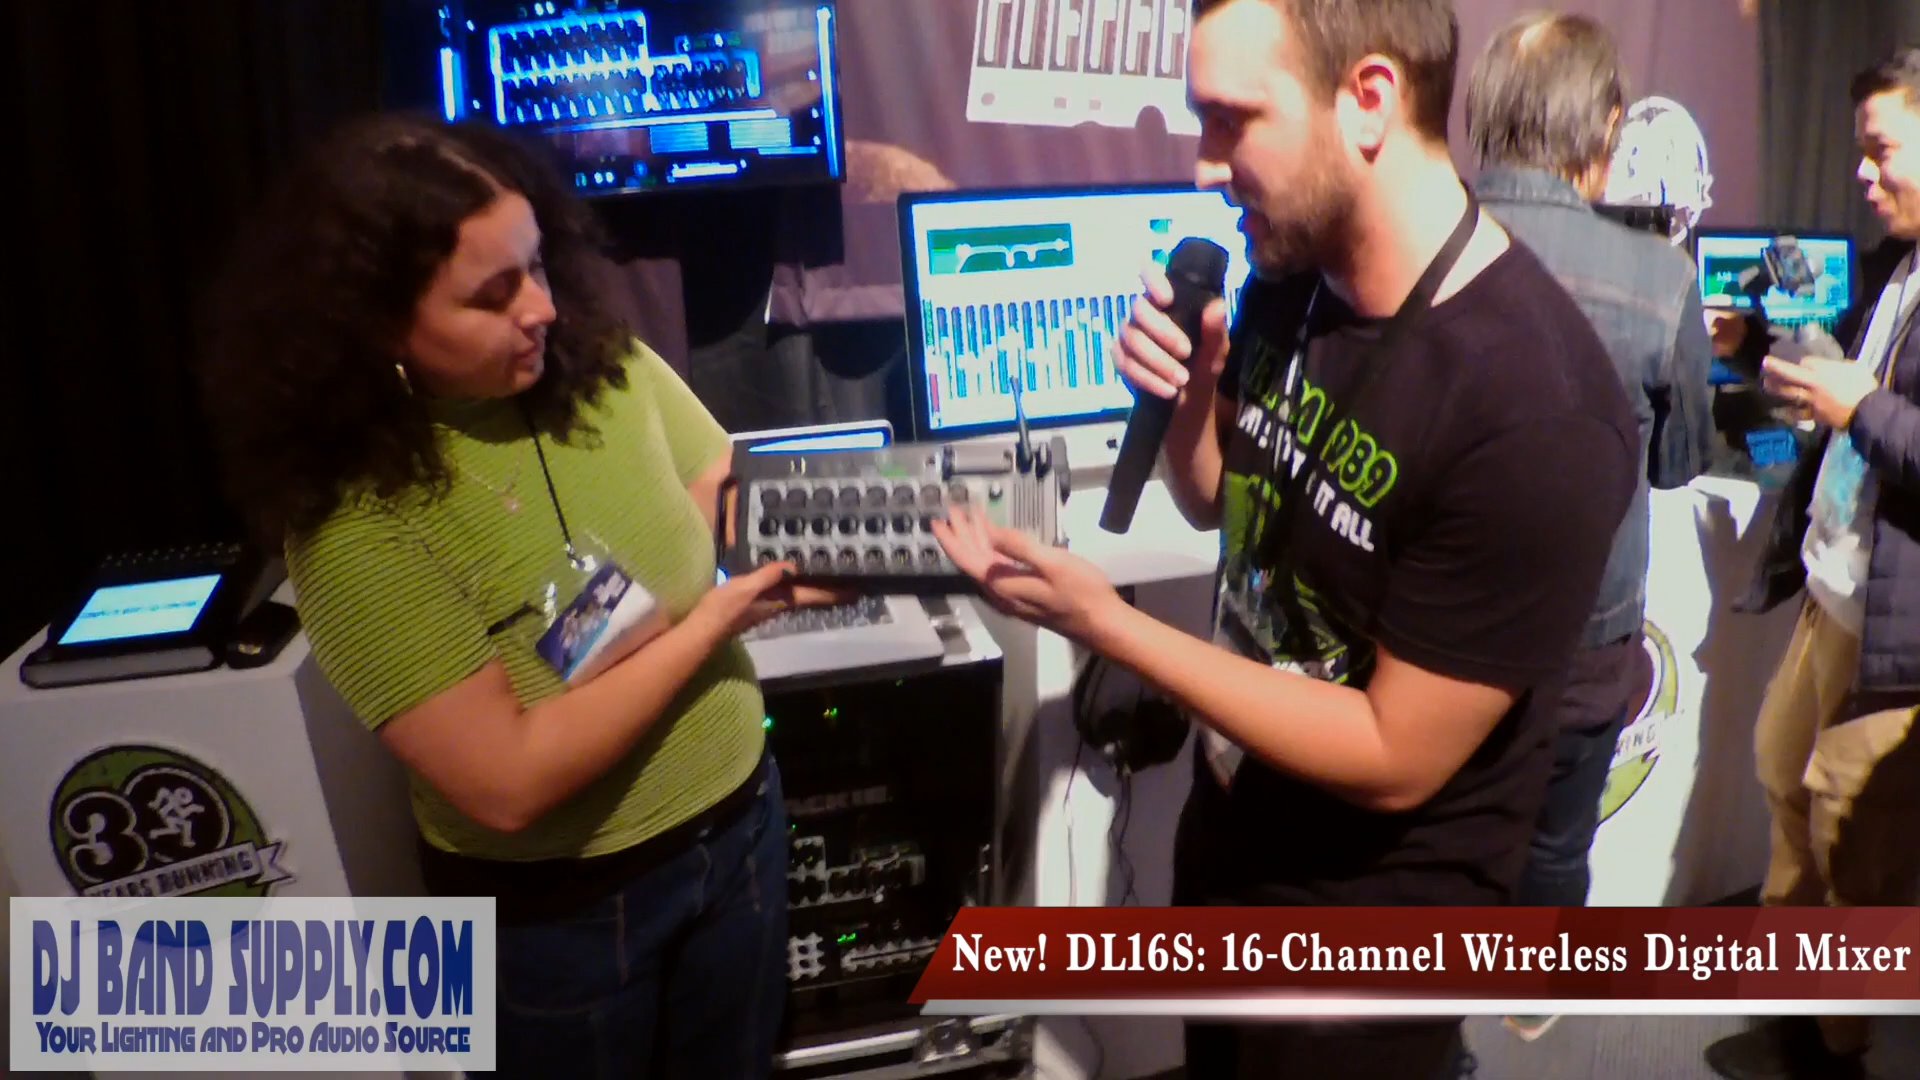 1989
IT ALL
30
YEARS RUNNING
MACKIE.
DJ BAND SUPPLY.COM
YOUR LIGHTING AND PRO AUDIO SOURCE
New! DL16S: 16-Channel Wireless Digital Mixer